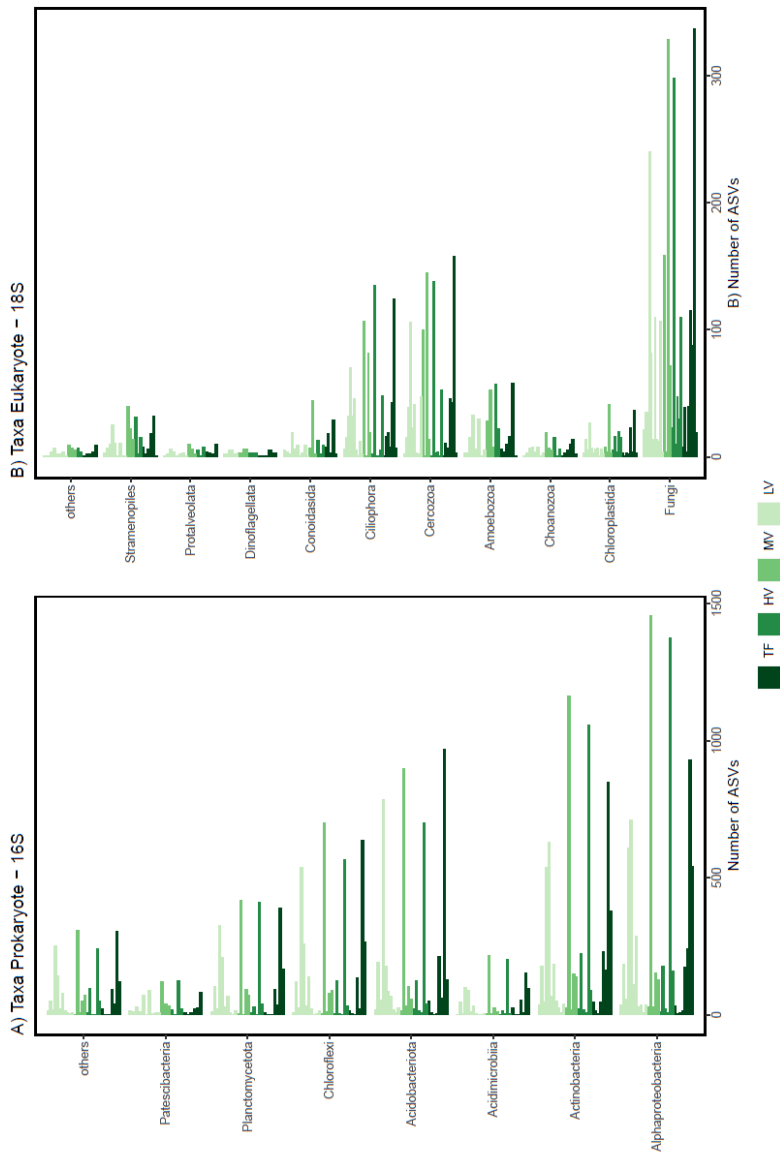 A) Taxa Prokaryote − 16S
others
Patescibacteria
Planctomycetota
Chloroflexi
Acidobacteriota
Acidimicrobiia
Actinobacteria
Alphaproteobacteria
0
500
1000
1500
Number of ASVs
B) Taxa Eukaryote − 18S
others
Stramenopiles
Protalveolata
Dinoflagellata
Conoidasida
Ciliophora
Cercozoa
Amoebozoa
Choanozoa
Chloroplastida
Fungi
0
100
200
300
B) Number of ASVs
TF
HV
MV
LV